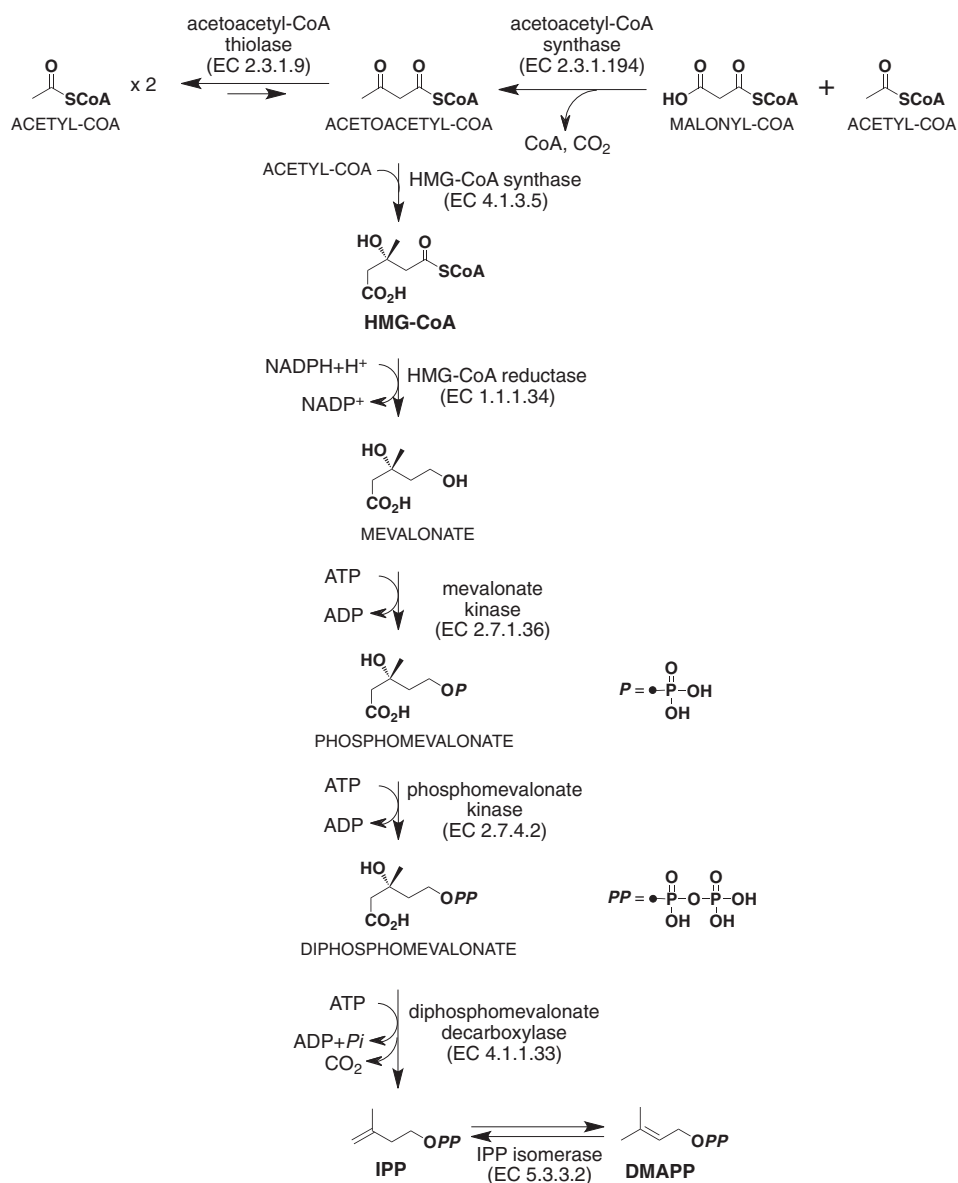 acetoacetyl-CoA
thiolase
(EC 2.3.1.9)
acetoacetyl-CoA
synthase
(EC 2.3.1.194)
O
SCoA
x 2
ACETYL-COA
O O
SCoA
ACETOACETYL-COA
CoA, CO2
O O
HO
SCoA
MALONYL-COA
+
O
SCoA
ACETYL-COA
ACETYL-COA
HMG-CoA synthase
(EC 4.1.3.5)
HO
O
SCoA
CO2H
HMG-CoA
NADPH+H+
NADP+
HMG-CoA reductase
(EC 1.1.1.34)
HO
OH
CO2H
MEVALONATE
ATP
ADP
mevalonate
kinase
(EC 2.7.1.36)
HO
OP
CO2H
PHOSPHOMEVALONATE
O
P = •-P-OH
OH
ATP
ADP
phosphomevalonate
kinase
(EC 2.7.4.2)
HO
OPP
CO2H
DIPHOSPHOMEVALONATE
O O
PP = •-P-O-P-OH
OH OH
ATP
ADP+Pi
CO2
diphosphomevalonate
decarboxylase
(EC 4.1.1.33)
OPP
IPP
IPP isomerase
(EC 5.3.3.2)
OPP
DMAPP